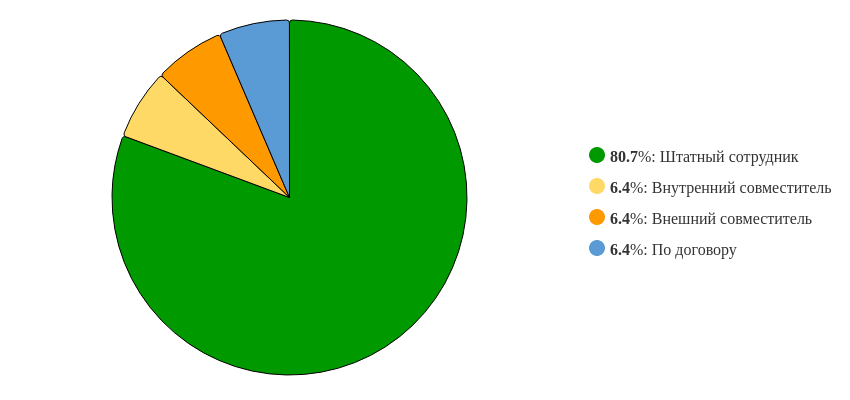 80.7%: Штатный сотрудник
6.4%: Внутренний совместитель
6.4%: Внешний совместитель
6.4%: По договору